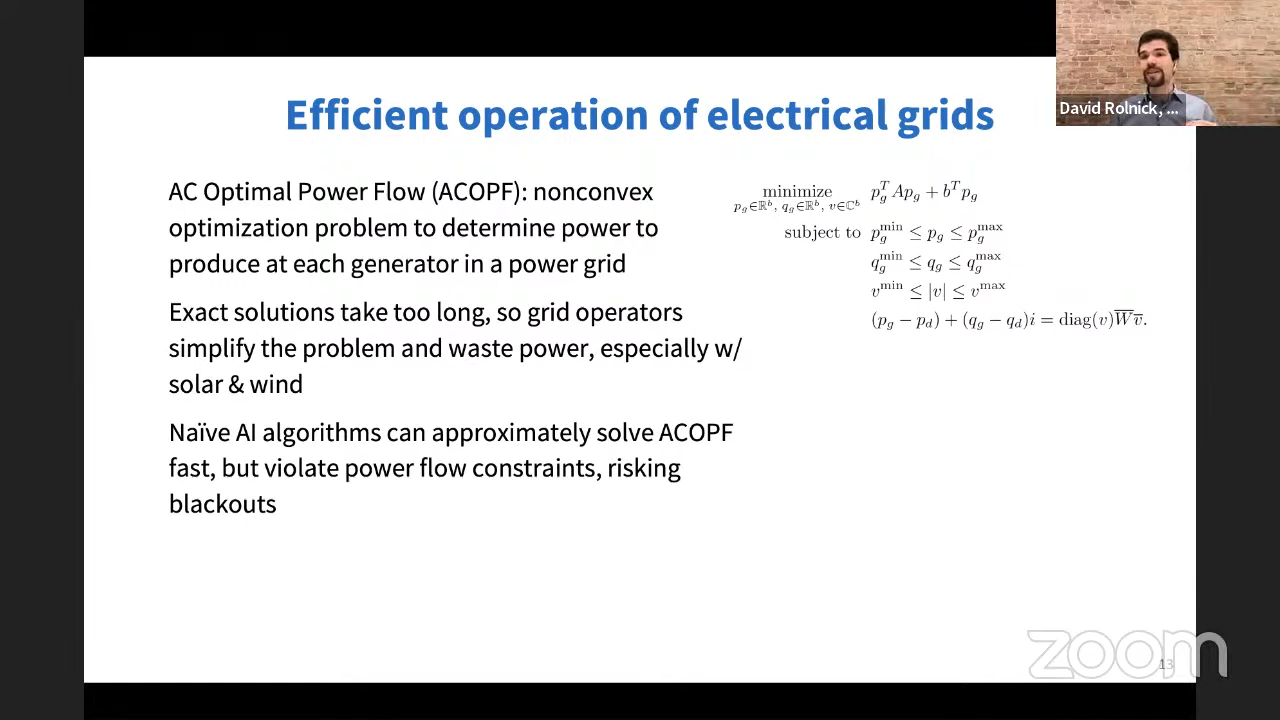 Efficient operation of electrical grids
David Rolnick, ...
AC Optimal Power Flow (ACOPF): nonconvex
optimization problem to determine power to
produce at each generator in a power grid
Exact solutions take too long, so grid operators
simplify the problem and waste power, especially w/
solar & wind
Naïve AI algorithms can approximately solve ACOPF
fast, but violate power flow constraints, risking
blackouts
minimize p_g^T A p_g + b^T p_g
p_g∈ℝ^b, q_g∈ℝ^b, v∈ℂ^b
subject to p_g^min ≤ p_g ≤ p_g^max
q_g^min ≤ q_g ≤ q_g^max
v^min ≤ |v| ≤ v^max
(p_g − p_d) + (q_g − q_d)i = diag(v)W̅v̅.
zoom
13